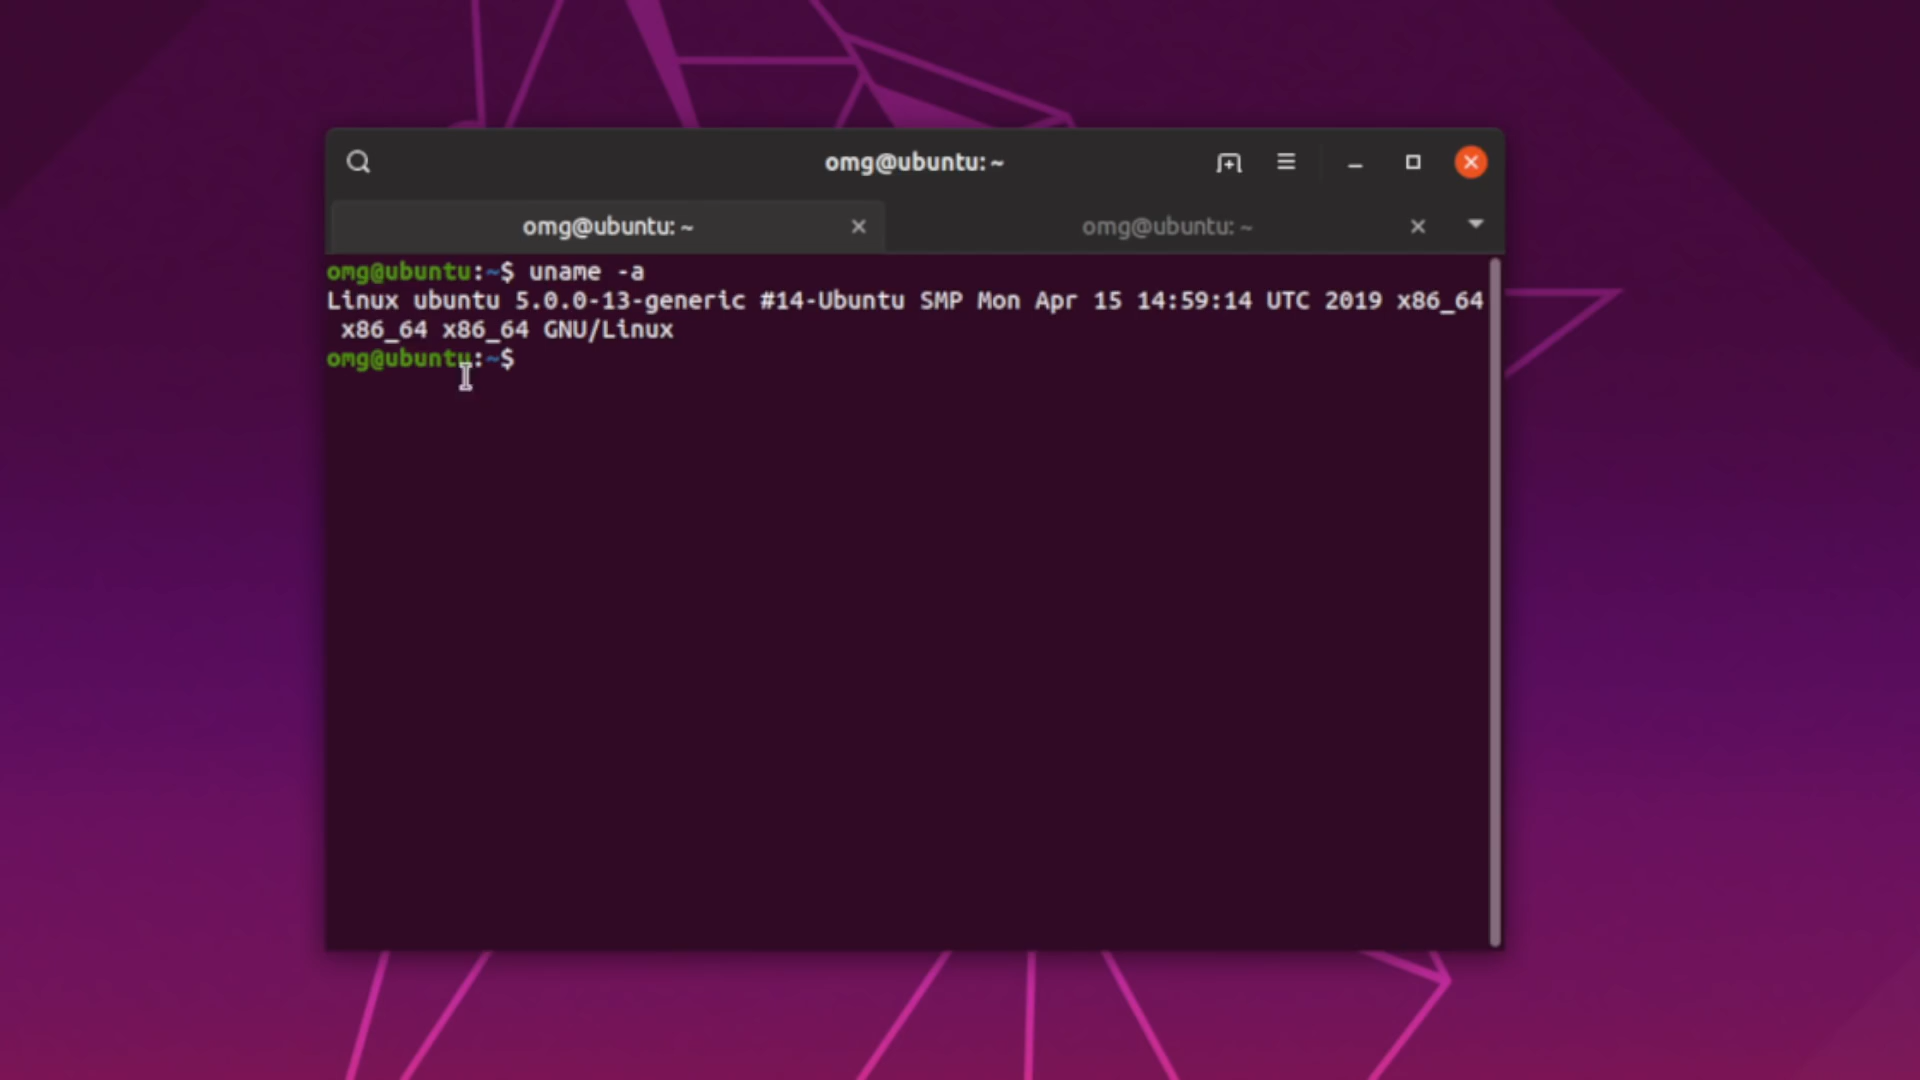 omg@ubuntu: ~
omg@ubuntu: ~
omg@ubuntu: ~
omg@ubuntu:~$ uname -a
Linux ubuntu 5.0.0-13-generic #14-Ubuntu SMP Mon Apr 15 14:59:14 UTC 2019 x86_64
x86_64 x86_64 GNU/Linux
omg@ubuntu:~$